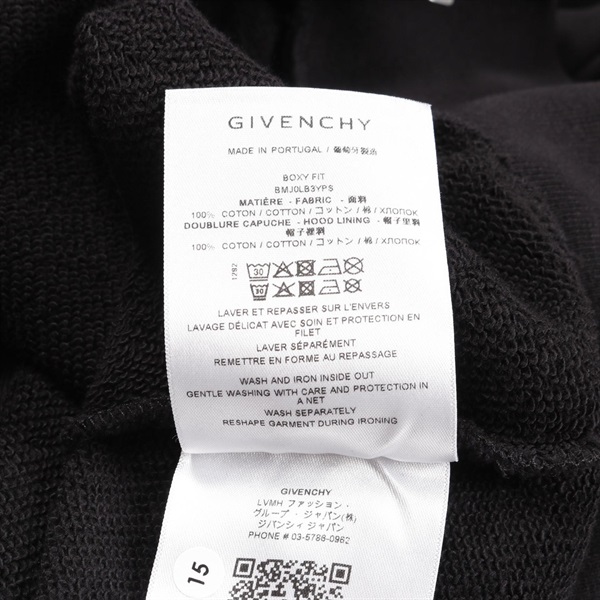 GIVENCHY
MADE IN PORTUGAL / 葡萄牙製造
BOXY FIT
BMJ0LB3YPS
MATIÈRE - FABRIC - 面料
100% COTON / COTTON / コットン / 棉 / ХЛОПОК
DOUBLURE CAPUCHE - HOOD LINING - 帽子里料
帽子裡料
100% COTON / COTTON / コットン / 棉 / ХЛОПОК
1292
30
30
LAVER ET REPASSER SUR L'ENVERS
LAVAGE DÉLICAT AVEC SOIN ET PROTECTION EN
FILET
LAVER SÉPARÉMENT
REMETTRE EN FORME AU REPASSAGE
WASH AND IRON INSIDE OUT
GENTLE WASHING WITH CARE AND PROTECTION IN
A NET
WASH SEPARATELY
RESHAPE GARMENT DURING IRONING
GIVENCHY
LVMH ファッション・
グループ・ジャパン(株)
ジバンシィ ジャパン
PHONE # 03-5786-0962
15